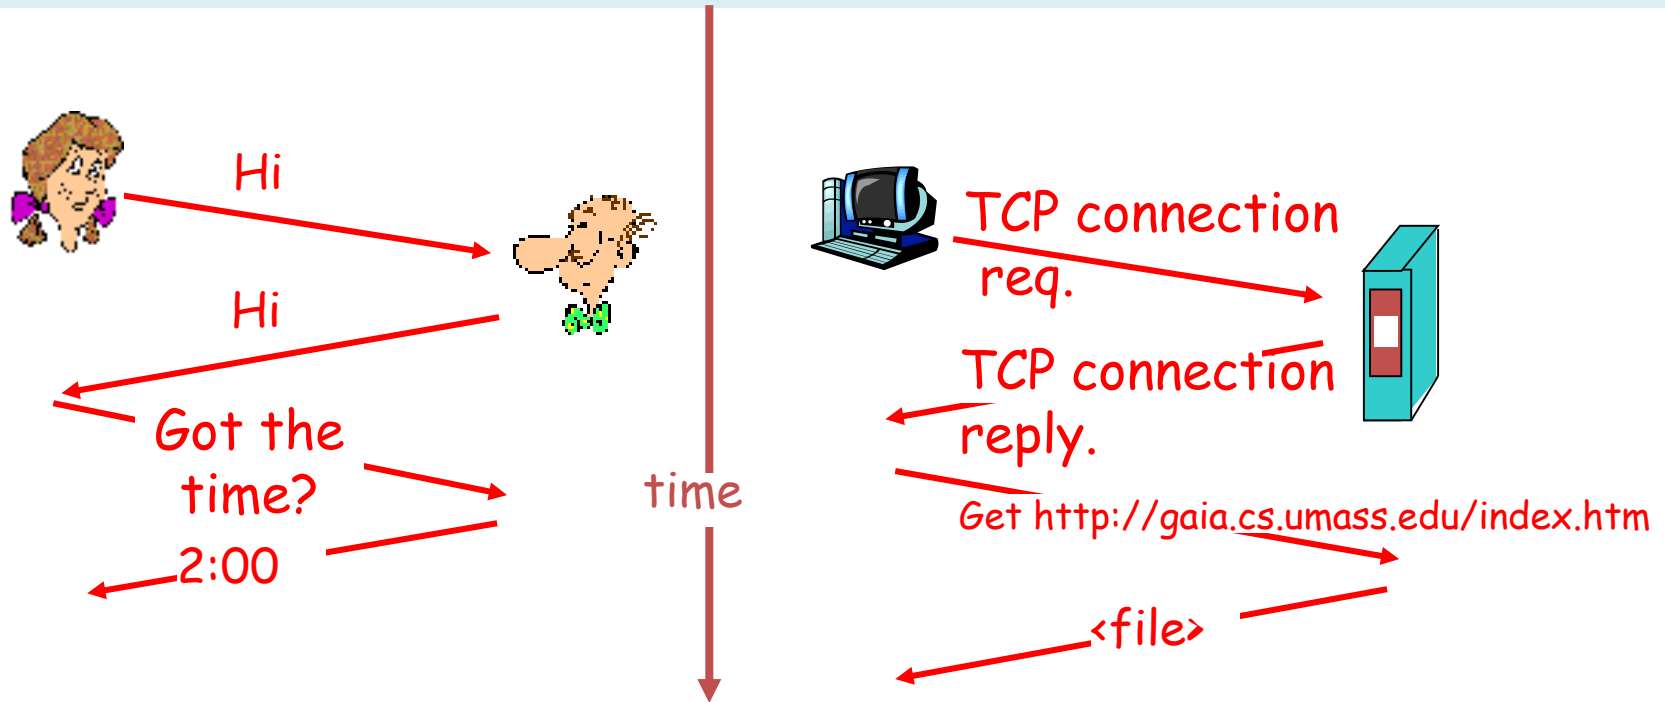 Hi
Hi
Got the
time?
2:00
time
TCP connection
req.
TCP connection
reply.
Get http://gaia.cs.umass.edu/index.htm
<file>